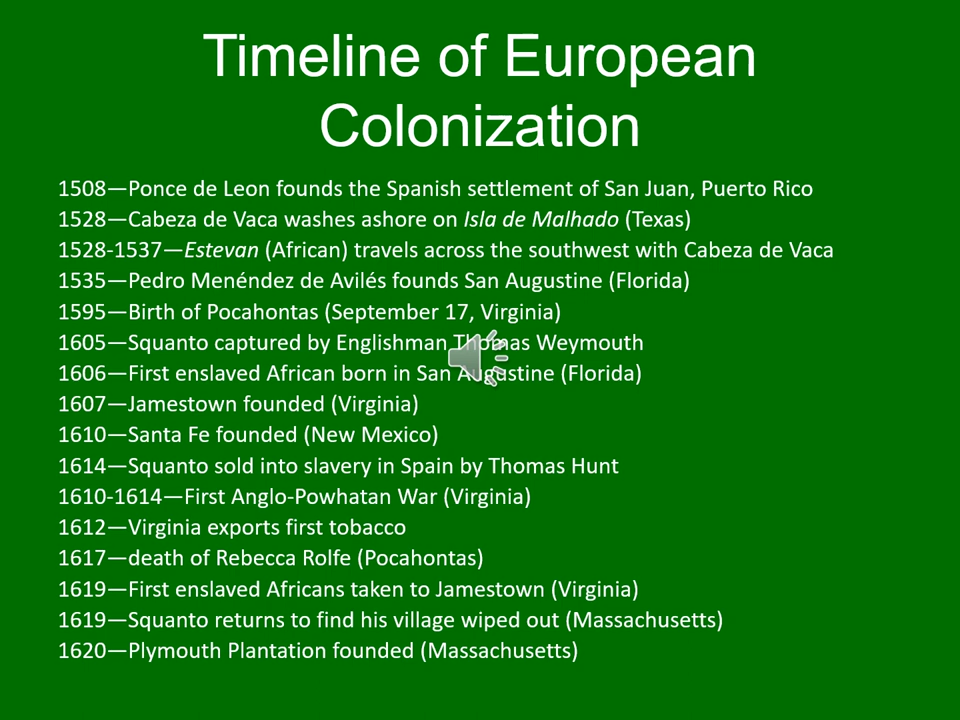 Timeline of European
Colonization
1508—Ponce de Leon founds the Spanish settlement of San Juan, Puerto Rico
1528—Cabeza de Vaca washes ashore on Isla de Malhado (Texas)
1528-1537—Estevan (African) travels across the southwest with Cabeza de Vaca
1535—Pedro Menéndez de Avilés founds San Augustine (Florida)
1595—Birth of Pocahontas (September 17, Virginia)
1605—Squanto captured by Englishman Thomas Weymouth
1606—First enslaved African born in San Augustine (Florida)
1607—Jamestown founded (Virginia)
1610—Santa Fe founded (New Mexico)
1614—Squanto sold into slavery in Spain by Thomas Hunt
1610-1614—First Anglo-Powhatan War (Virginia)
1612—Virginia exports first tobacco
1617—death of Rebecca Rolfe (Pocahontas)
1619—First enslaved Africans taken to Jamestown (Virginia)
1619—Squanto returns to find his village wiped out (Massachusetts)
1620—Plymouth Plantation founded (Massachusetts)